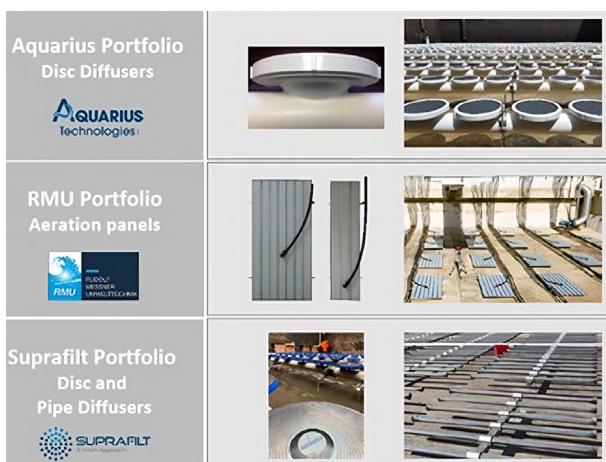 Aquarius Portfolio
Disc Diffusers
AQUARIUS
Technologies
RMU Portfolio
Aeration panels
RMU
RUDOLF
MESSNER
UMWELTTECHNIK
Suprafilt Portfolio
Disc and
Pipe Diffusers
SUPRAFILT
A Finnish Approach